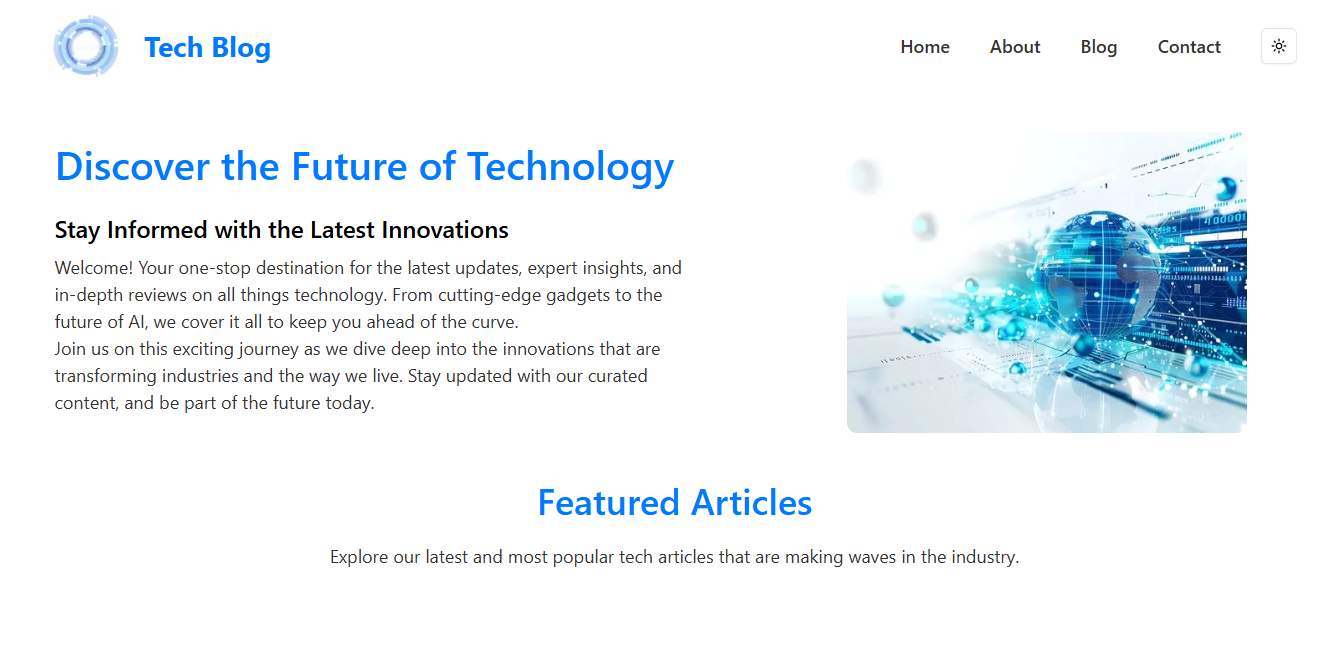 Tech Blog
Home
About
Blog
Contact
Discover the Future of Technology
Stay Informed with the Latest Innovations
Welcome! Your one-stop destination for the latest updates, expert insights, and
in-depth reviews on all things technology. From cutting-edge gadgets to the
future of AI, we cover it all to keep you ahead of the curve.
Join us on this exciting journey as we dive deep into the innovations that are
transforming industries and the way we live. Stay updated with our curated
content, and be part of the future today.
Featured Articles
Explore our latest and most popular tech articles that are making waves in the industry.